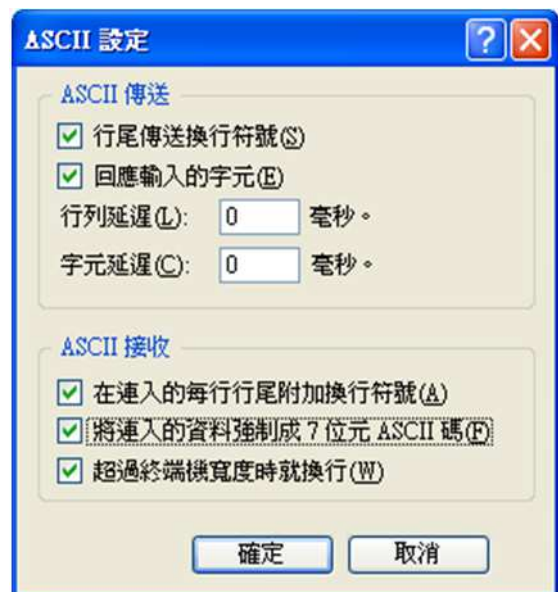 ASCII 設定
ASCII 傳送
行尾傳送換行符號(S)
回應輸入的字元(E)
行列延遲(L): 0 毫秒。
字元延遲(C): 0 毫秒。
ASCII 接收
在連入的每行行尾附加換行符號(A)
將連入的資料強制成 7 位元 ASCII 碼(F)
超過終端機寬度時就換行(W)
確定 取消